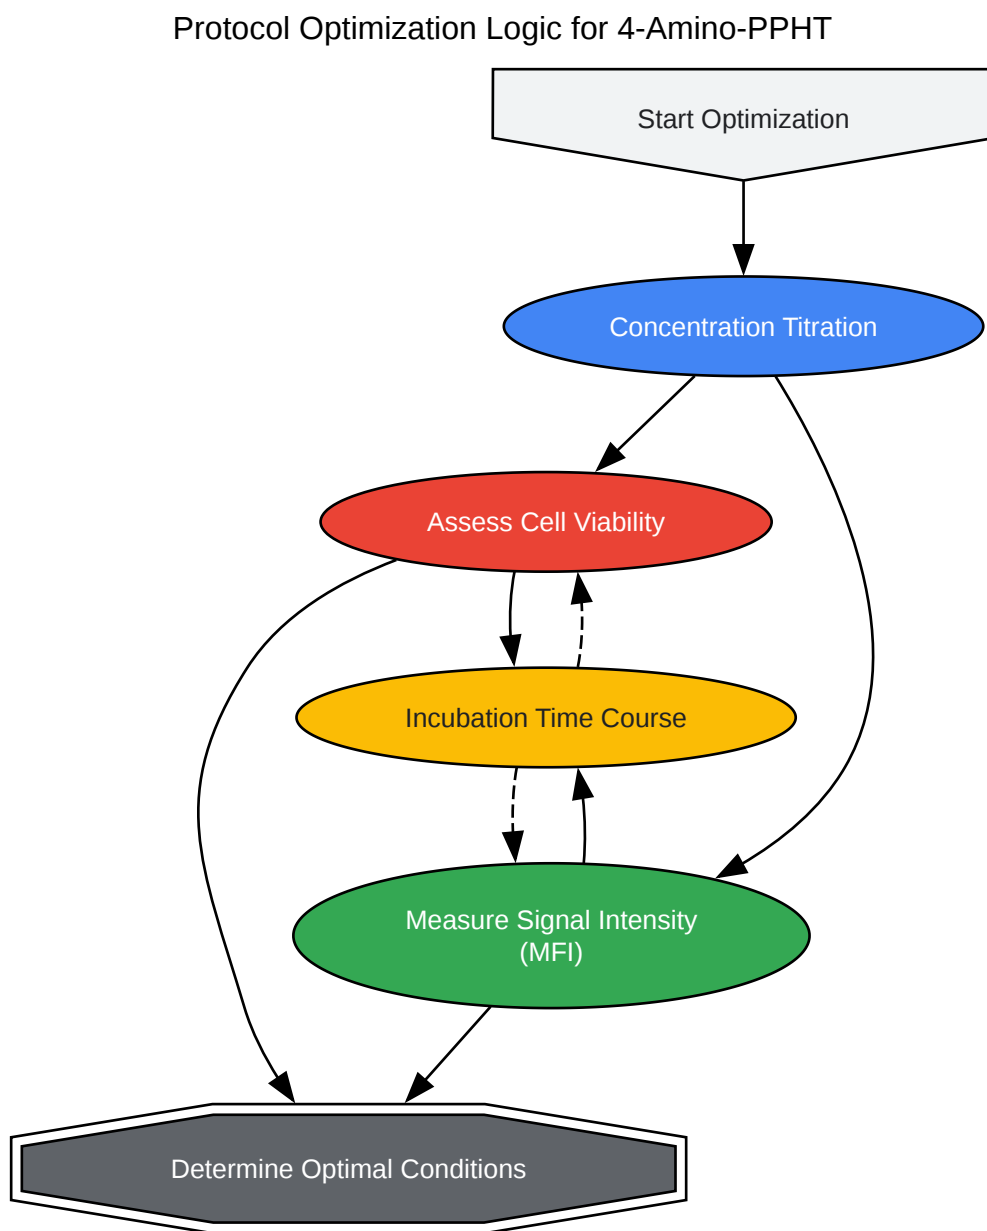 Protocol Optimization Logic for 4-Amino-PPHT
Start Optimization
Concentration Titration
Assess Cell Viability
Incubation Time Course
Measure Signal Intensity
(MFI)
Determine Optimal Conditions